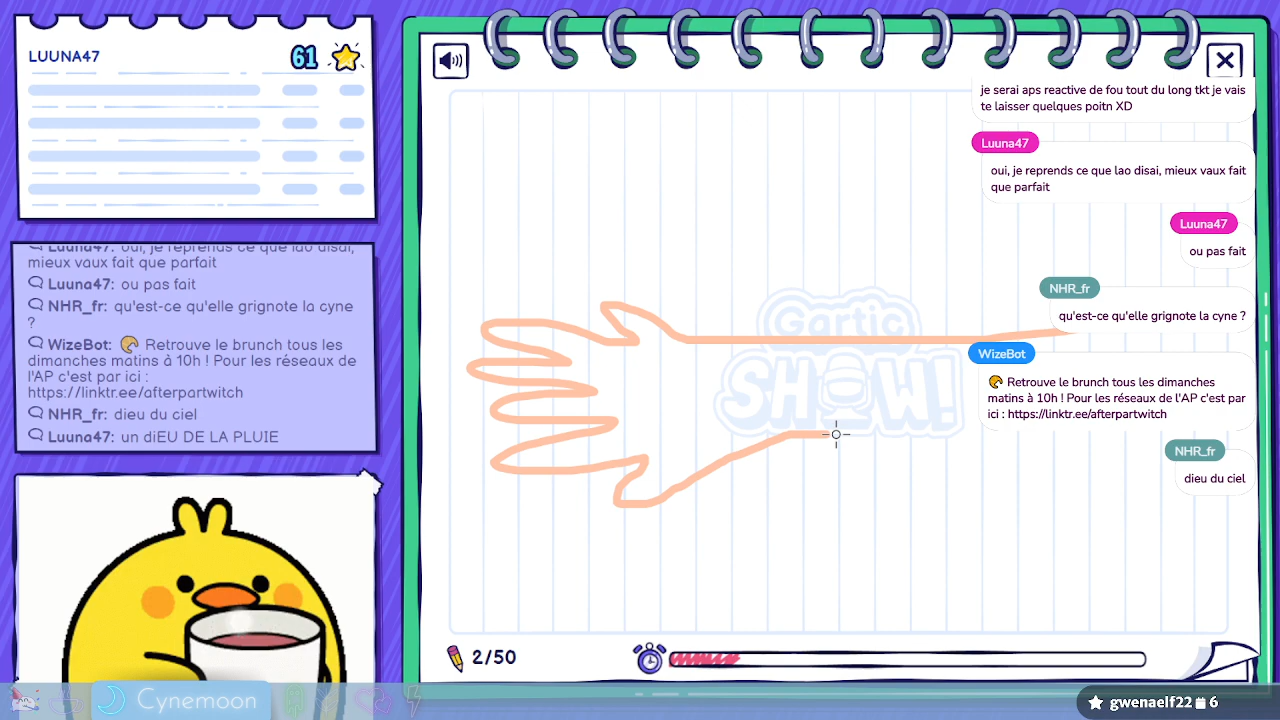 LUUNA47 61
Luuna47: oui, je reprends ce que lao disai,
mieux vaux fait que parfait
Luuna47: ou pas fait
NHR_fr: qu'est-ce qu'elle grignote la cyne
?
WizeBot: Retrouve le brunch tous les
dimanches matins à 10h ! Pour les réseaux de
l'AP c'est par ici :
https://linktr.ee/afterpartwitch
NHR_fr: dieu du ciel
Luuna47: un diEU DE LA PLUIE
Cynemoon
Gartic
SHOW!
2/50
je serai aps reactive de fou tout du long tkt je vais
te laisser quelques poitn XD
Luuna47
oui, je reprends ce que lao disai, mieux vaux fait
que parfait
Luuna47
ou pas fait
NHR_fr
qu'est-ce qu'elle grignote la cyne ?
WizeBot
Retrouve le brunch tous les dimanches
matins à 10h ! Pour les réseaux de l'AP c'est par
ici : https://linktr.ee/afterpartwitch
NHR_fr
dieu du ciel
gwenaelf22 6